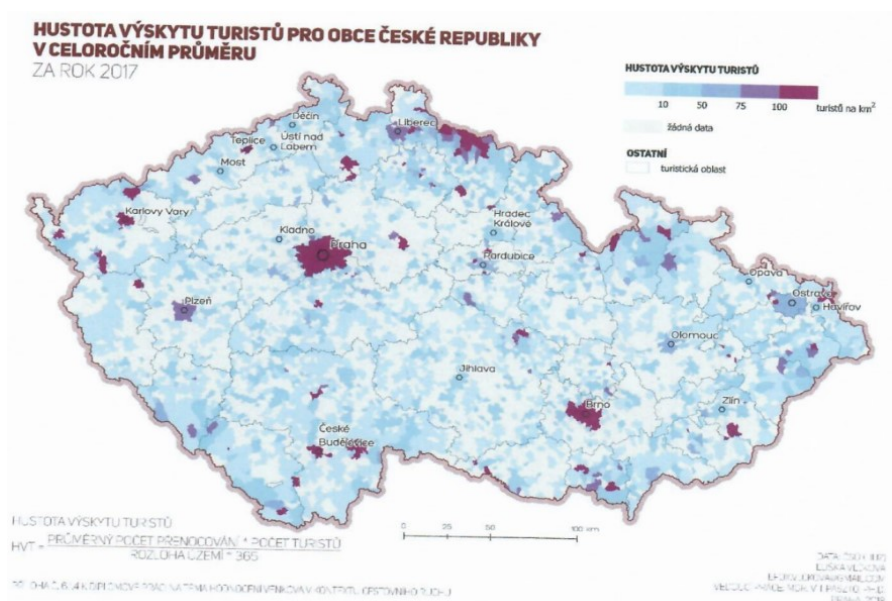 HUSTOTA VÝSKYTU TURISTŮ PRO OBCE ČESKÉ REPUBLIKY
V CELOROČNÍM PRŮMĚRU
ZA ROK 2017
HUSTOTA VÝSKYTU TURISTŮ
10 50 75 100 turistů na km²
žádná data
OSTATNÍ
turistická oblast
Děčín
Liberec
Teplice
Ústí nad
Labem
Most
Karlovy Vary
Kladno
Hradec
Králové
Praha
Pardubice
Opava
Plzeň
Ostrava
Havířov
Olomouc
Jihlava
Brno
Zlín
České
Budějovice
0 25 50 100 km
HUSTOTA VÝSKYTU TURISTŮ
HVT = PRŮMĚRNÝ POČET PŘENOCOVÁNÍ * POČET TURISTŮ
ROZLOHA ÚZEMÍ * 365